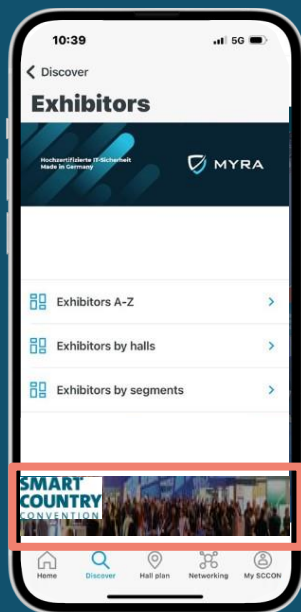 10:39
5G
Discover
Exhibitors
Hochzertifizierte IT-Sicherheit
Made in Germany
MYRA
Exhibitors A-Z
Exhibitors by halls
Exhibitors by segments
SMART
COUNTRY
CONVENTION
Home
Discover
Hall plan
Networking
My SCCON